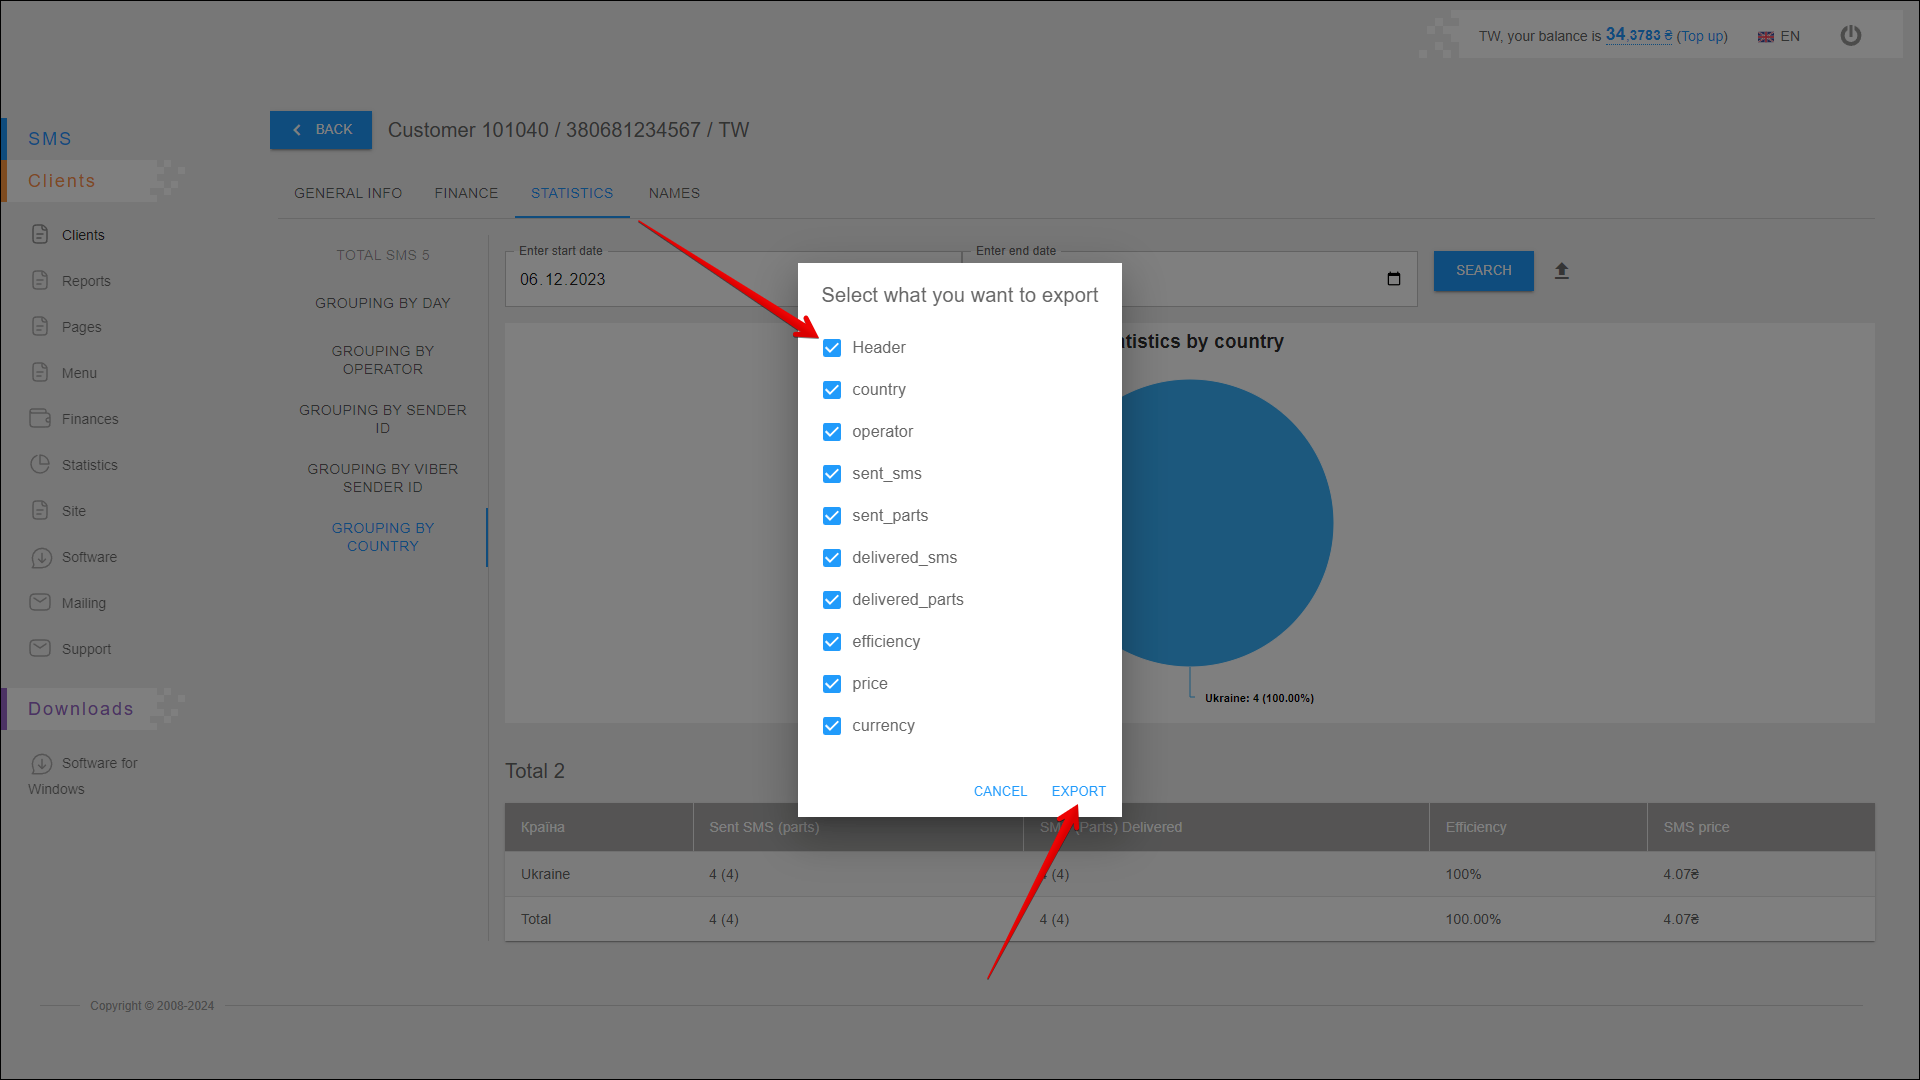 TW, your balance is 34,3783 ₴ (Top up)
EN
SMS
Clients
Clients
Reports
Pages
Menu
Finances
Statistics
Site
Software
Mailing
Support
Downloads
Software for
Windows
BACK
Customer 101040 / 380681234567 / TW
GENERAL INFO
FINANCE
STATISTICS
NAMES
TOTAL SMS 5
GROUPING BY DAY
GROUPING BY
OPERATOR
GROUPING BY SENDER
ID
GROUPING BY VIBER
SENDER ID
GROUPING BY
COUNTRY
Enter start date
06.12.2023
Enter end date
SEARCH
Select what you want to export
Header
country
operator
sent_sms
sent_parts
delivered_sms
delivered_parts
efficiency
price
currency
CANCEL
EXPORT
tistics by country
Ukraine: 4 (100.00%)
Total 2
Країна
Sent SMS (parts)
SMS (Parts) Delivered
Efficiency
SMS price
Ukraine
4 (4)
(4)
100%
4.07₴
Total
4 (4)
4 (4)
100.00%
4.07₴
Copyright © 2008-2024